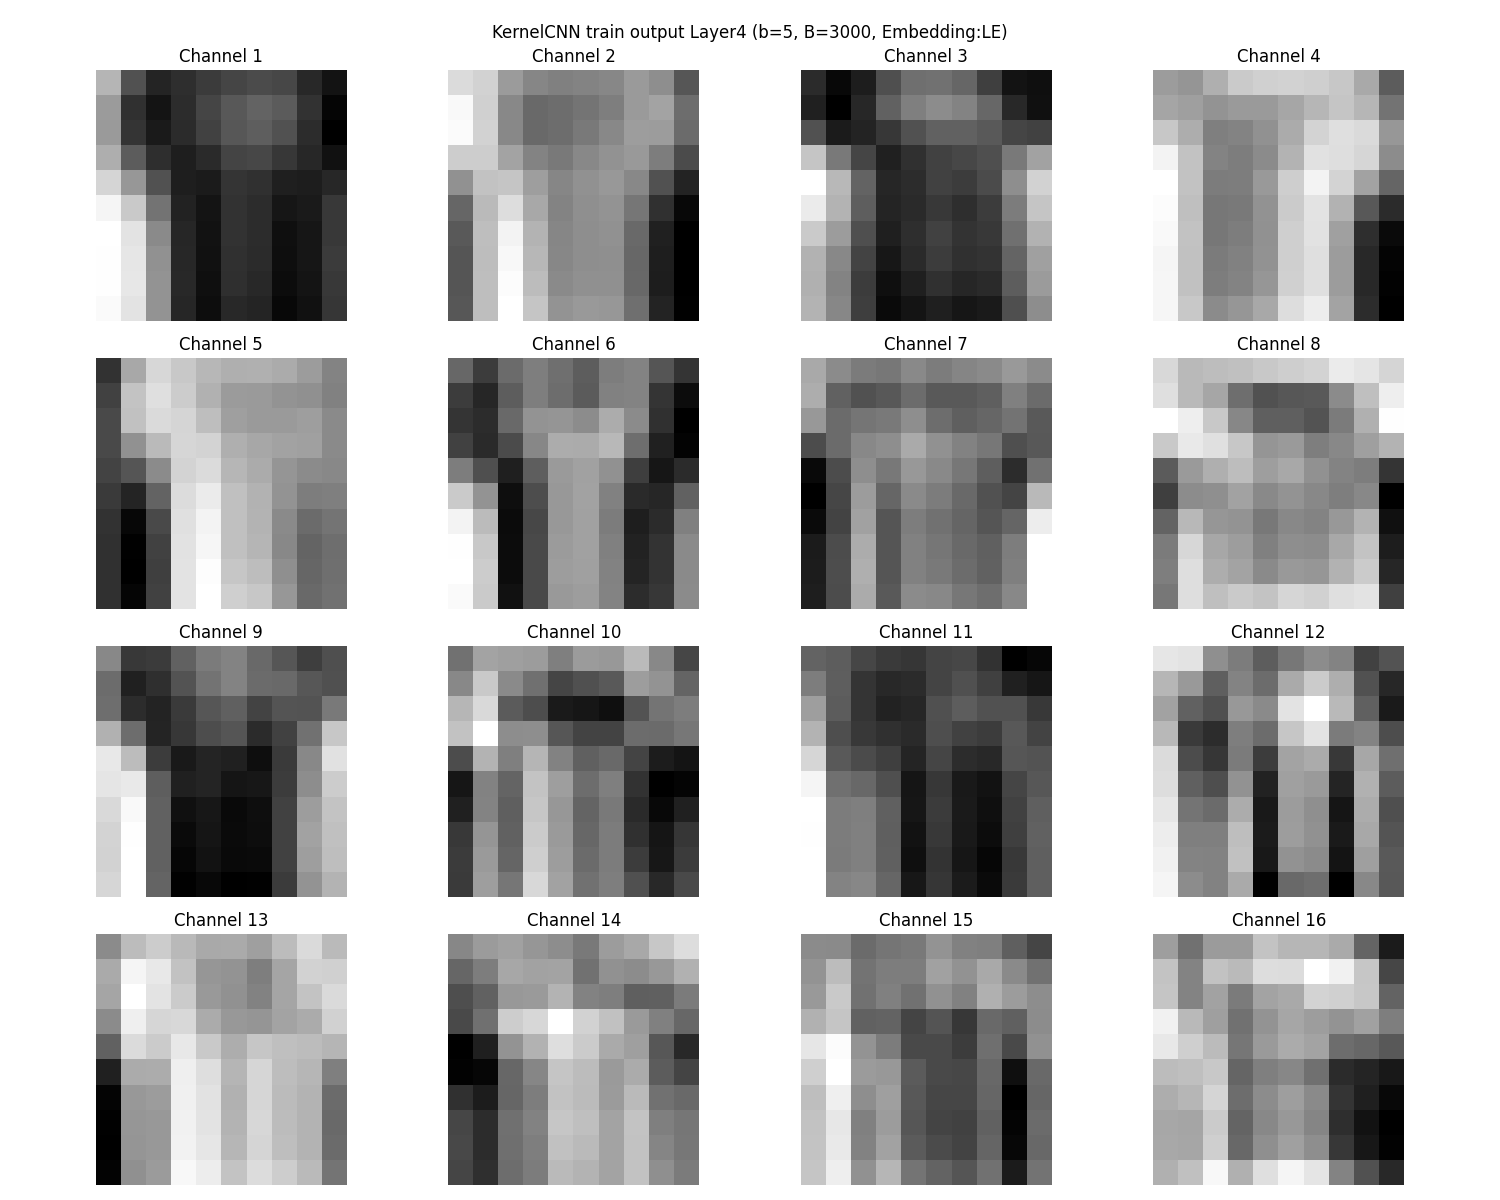 KernelCNN train output Layer4 (b=5, B=3000, Embedding:LE)
Channel 1
Channel 2
Channel 3
Channel 4
Channel 5
Channel 6
Channel 7
Channel 8
Channel 9
Channel 10
Channel 11
Channel 12
Channel 13
Channel 14
Channel 15
Channel 16